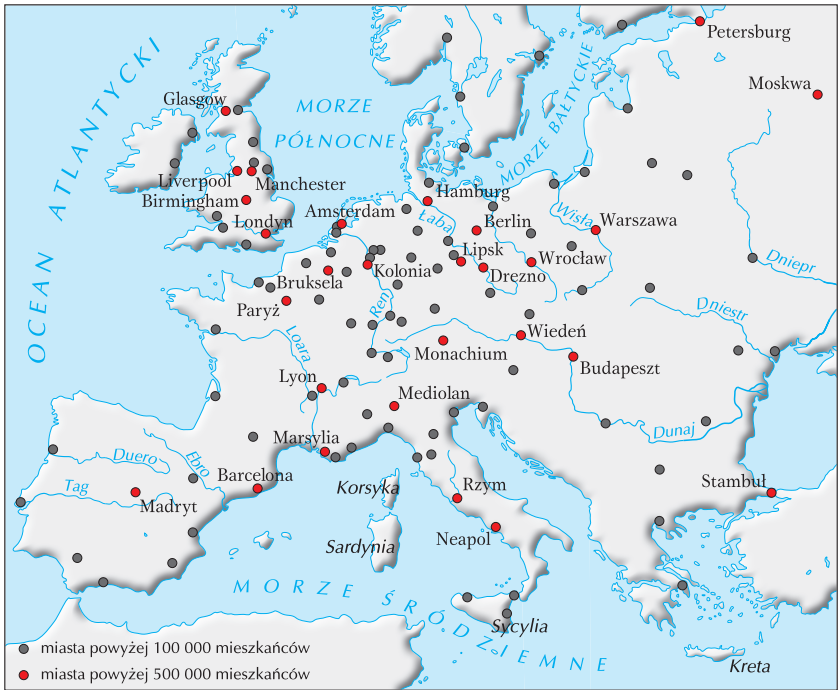 Petersburg
Moskwa
OCEAN ATLANTYCKI
Glasgow
MORZE
PÓŁNOCNE
MORZE BAŁTYCKIE
Liverpool
Manchester
Birmingham
Hamburg
Amsterdam
Londyn
Łaba
Berlin
Wisła
Warszawa
Lipsk
Wrocław
Drezno
Kolonia
Bruksela
Dniepr
Paryż
Ren
Dniestr
Loara
Wiedeń
Monachium
Budapeszt
Lyon
Mediolan
Marsylia
Dunaj
Duero
Ebro
Barcelona
Tag
Madryt
Korsyka
Rzym
Stambuł
Sardynia
Neapol
MORZE ŚRÓDZIEMNE
Sycylia
Kreta
miasta powyżej 100 000 mieszkańców
miasta powyżej 500 000 mieszkańców